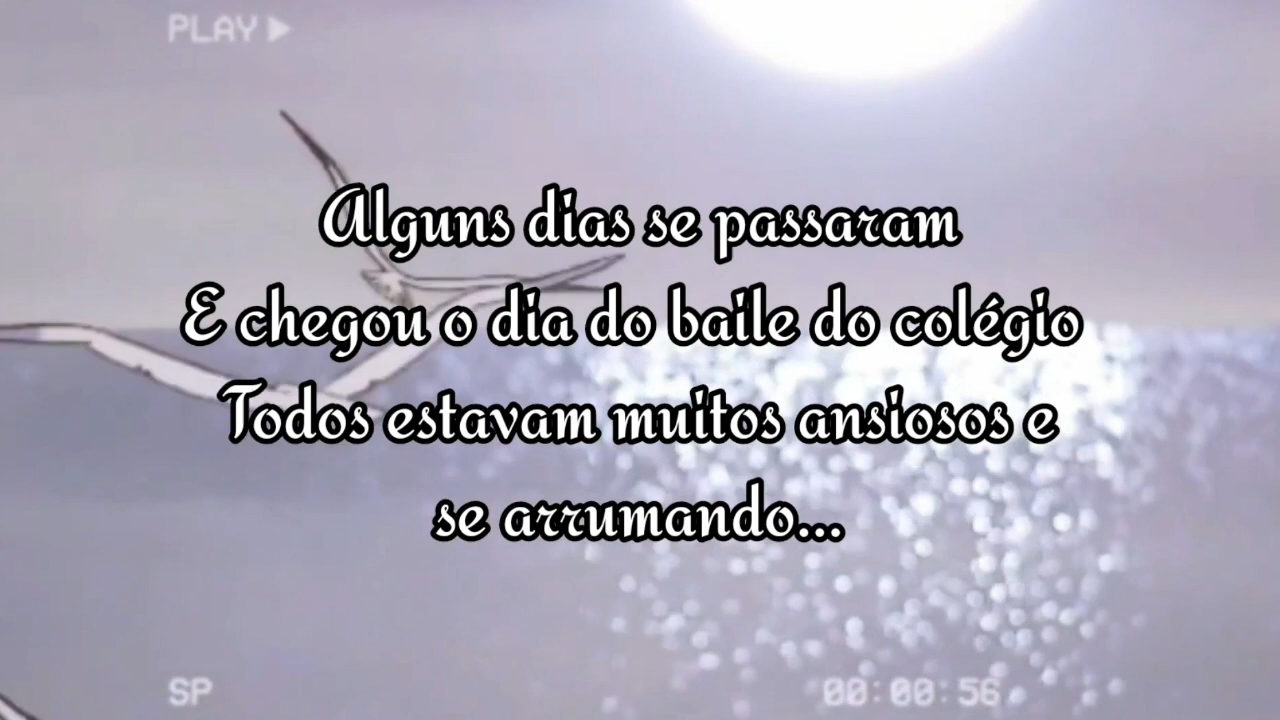 PLAY ▶
Alguns dias se passaram
E chegou o dia do baile do colégio
Todos estavam muitos ansiosos e
se arrumando...
SP
00:00:56